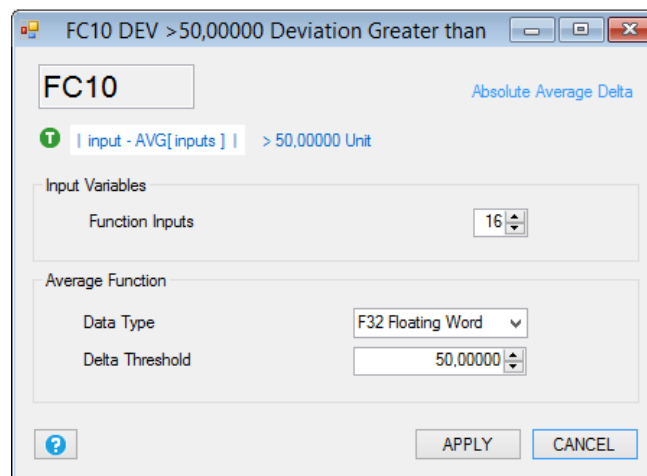 FC10 DEV >50,00000 Deviation Greater than
FC10
Absolute Average Delta
T | input - AVG[ inputs ] | > 50,00000 Unit
Input Variables
Function Inputs 16
Average Function
Data Type F32 Floating Word
Delta Threshold 50,00000
? APPLY CANCEL